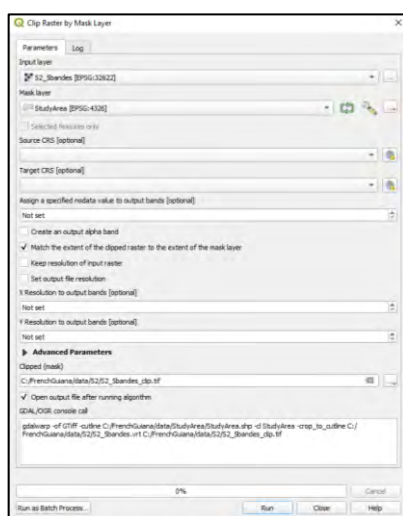 Clip Raster by Mask Layer
Parameters Log
Input layer
S2_5bandes [EPSG:32622]
Mask layer
StudyArea [EPSG:4326]
Selected features only
Source CRS [optional]
Target CRS [optional]
Assign a specified nodata value to output bands [optional]
Not set
Create an output alpha band
Match the extent of the clipped raster to the extent of the mask layer
Keep resolution of input raster
Set output file resolution
X Resolution to output bands [optional]
Not set
Y Resolution to output bands [optional]
Not set
Advanced Parameters
Clipped (mask)
C:/FrenchGuiana/data/S2/S2_5bandes_clip.tif
Open output file after running algorithm
GDAL/OGR console call
gdalwarp -of GTiff -cutline C:/FrenchGuiana/data/StudyArea/StudyArea.shp -cl StudyArea -crop_to_cutline C:/
FrenchGuiana/data/S2/S2_5bandes.vrt C:/FrenchGuiana/data/S2/S2_5bandes_clip.tif
0% Cancel
Run as Batch Process... Run Close Help